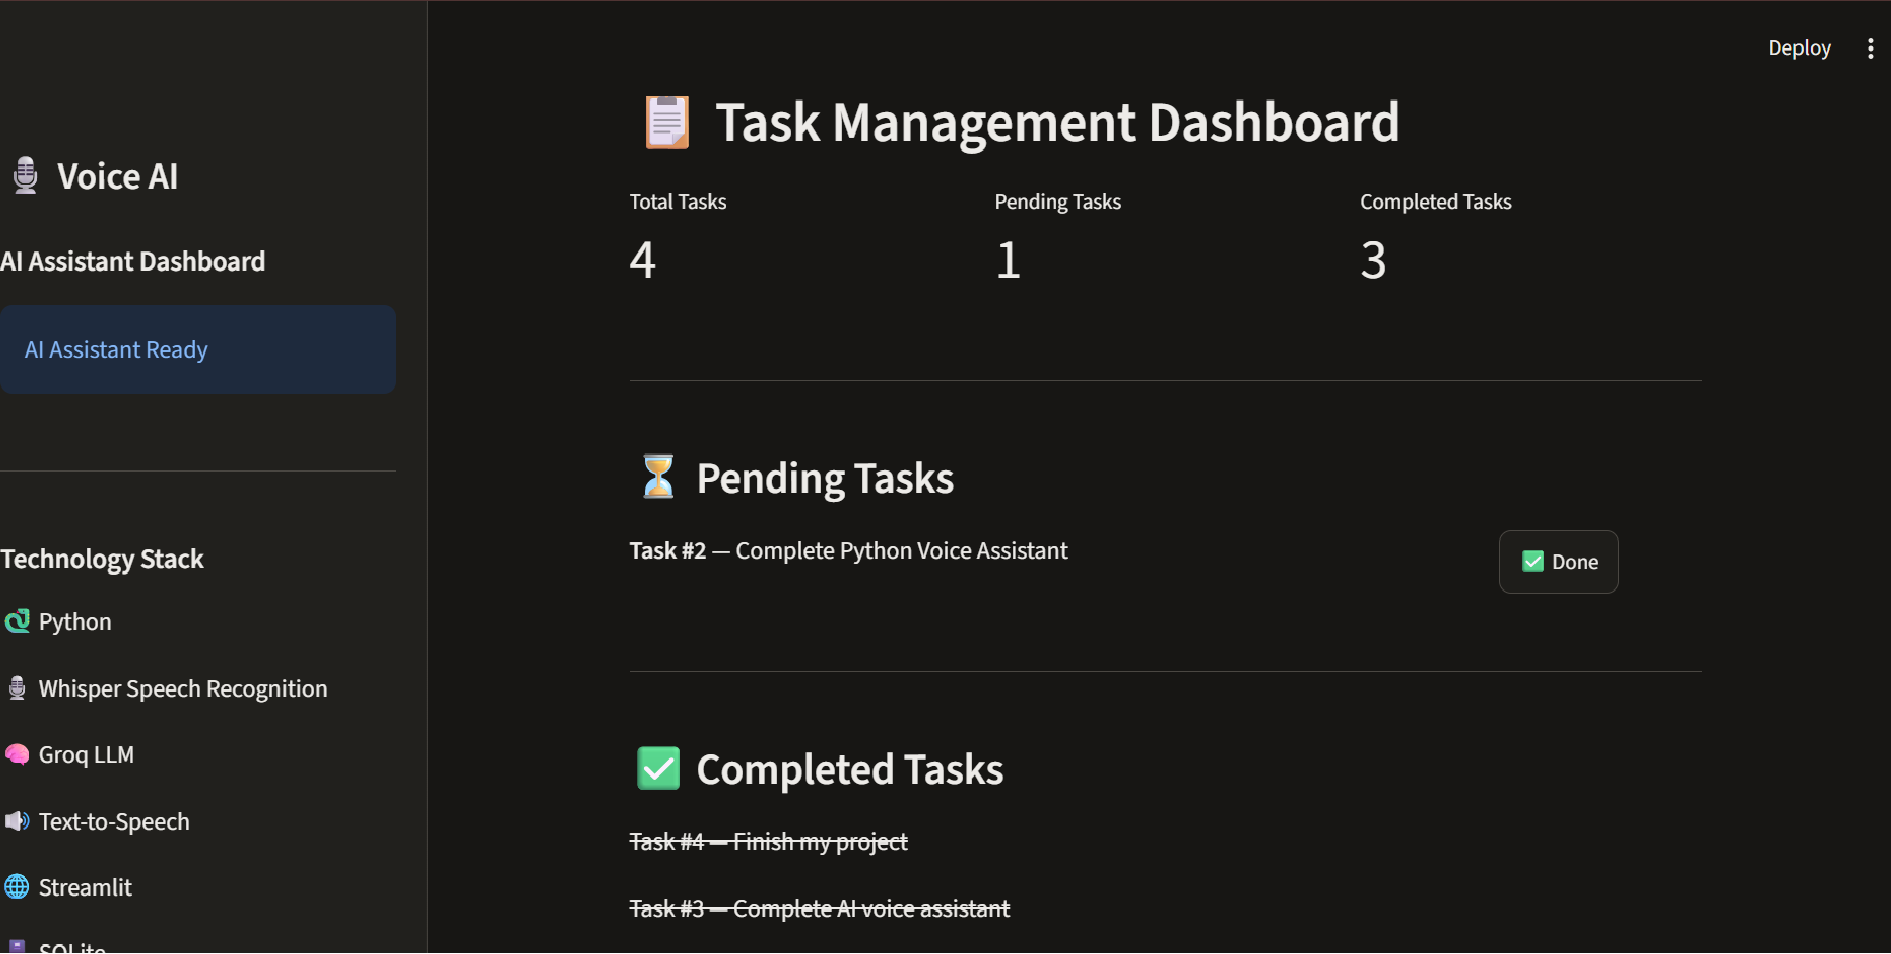 Deploy
Voice AI
AI Assistant Dashboard
AI Assistant Ready
Technology Stack
Python
Whisper Speech Recognition
Groq LLM
Text-to-Speech
Streamlit
SQLite
Task Management Dashboard
Total Tasks
4
Pending Tasks
1
Completed Tasks
3
Pending Tasks
Task #2 — Complete Python Voice Assistant
Done
Completed Tasks
Task #4 — Finish my project
Task #3 — Complete AI voice assistant